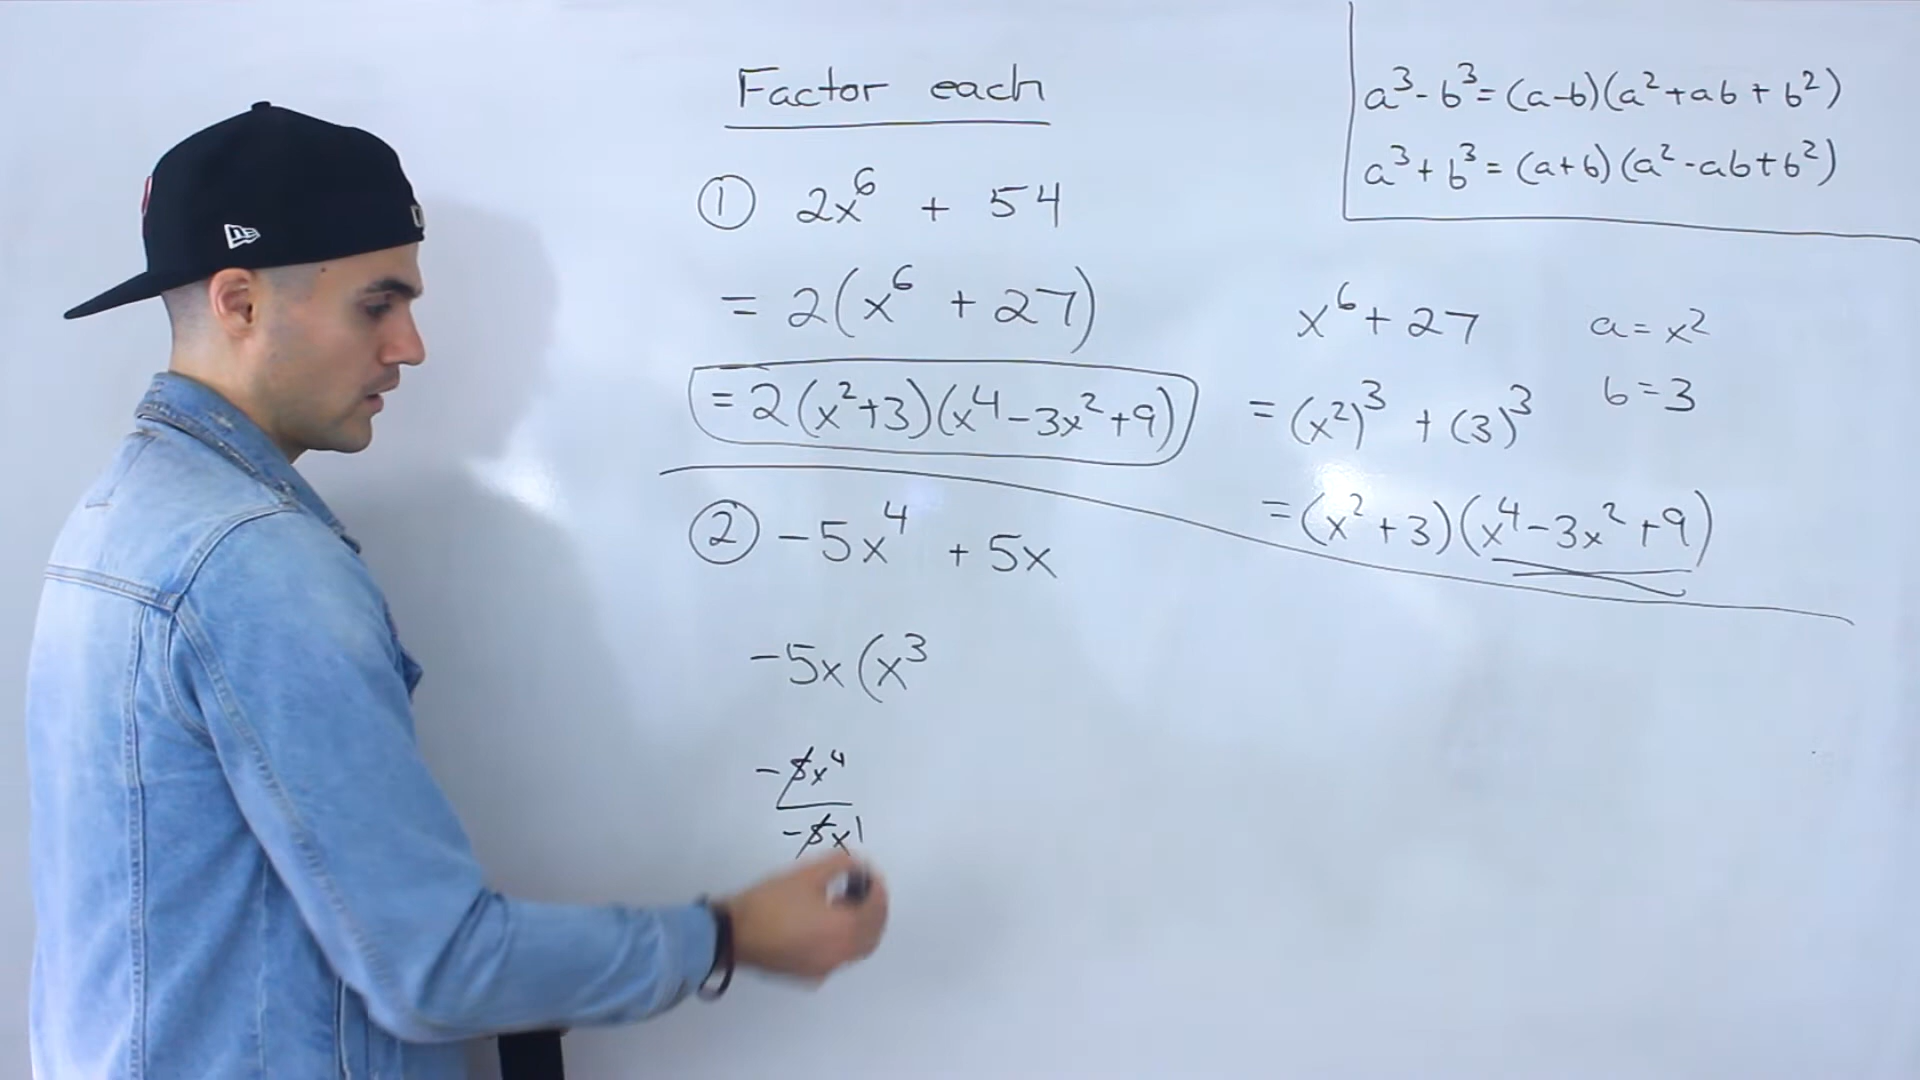 Factor each
a³-b³=(a-b)(a²+ab+b²)
a³+b³=(a+b)(a²-ab+b²)
① 2x⁶ + 54
= 2(x⁶ + 27)
= 2(x²+3)(x⁴-3x²+9)
x⁶+27
a=x²
b=3
= (x²)³ + (3)³
= (x²+3)(x⁴-3x²+9)
② -5x⁴ + 5x
-5x(x³
-5x⁴
-5x¹